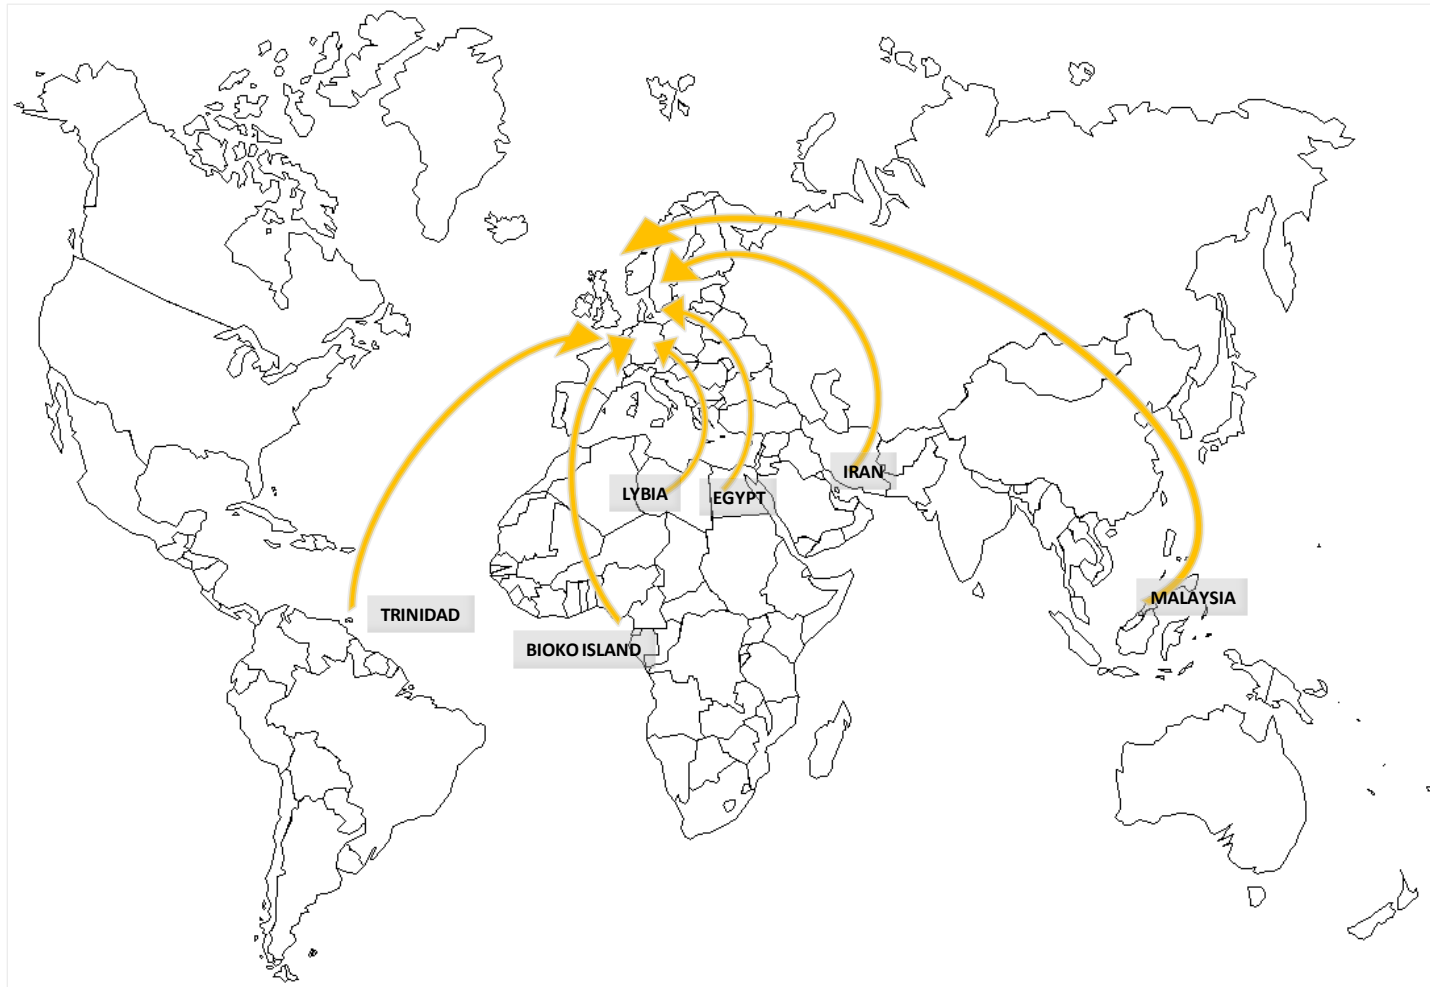 IRAN
LYBIA
EGYPT
MALAYSIA
TRINIDAD
BIOKO ISLAND